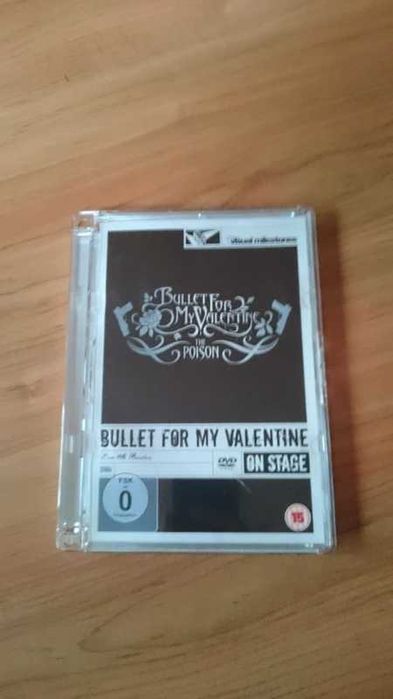 visual milestones
BULLET FOR
MY VALENTINE
THE
POISON
BULLET FOR MY VALENTINE
DVD
ON STAGE
FSK
0
15